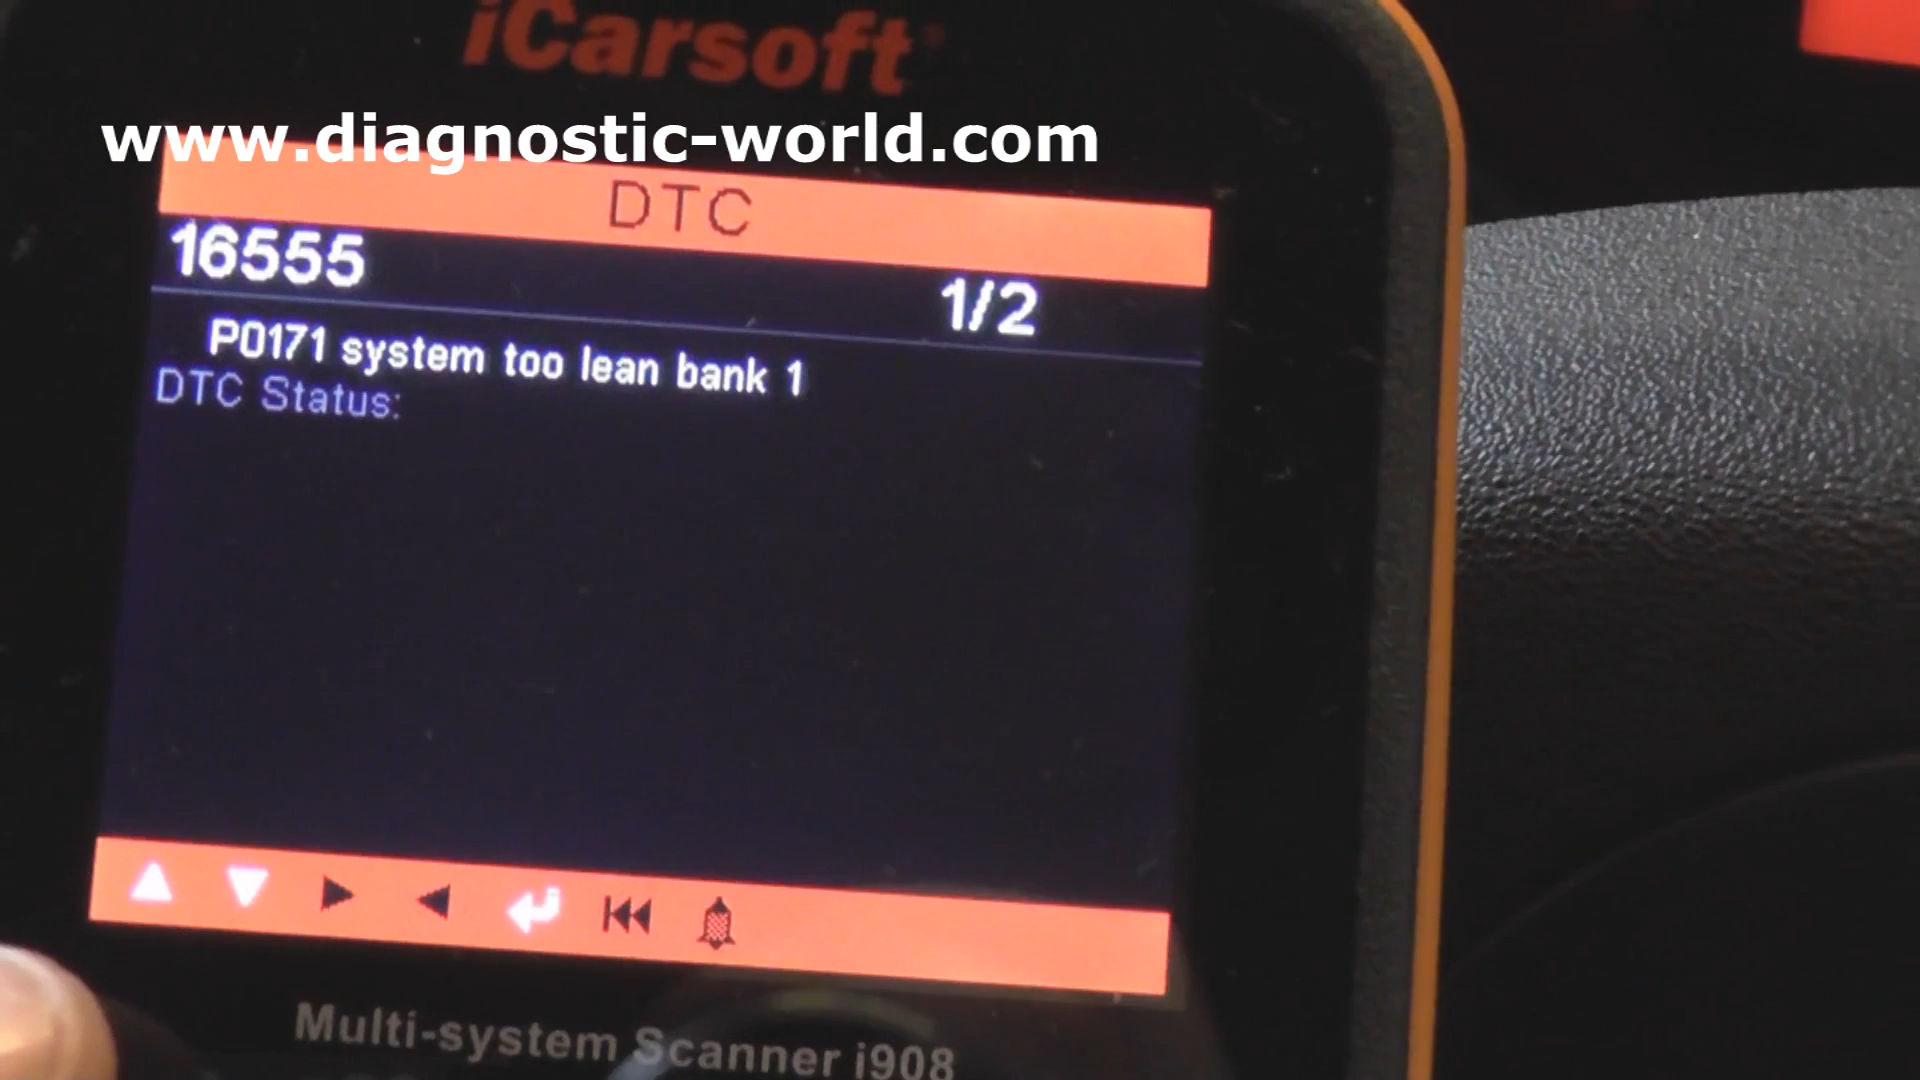 iCarsoft
www.diagnostic-world.com
DTC
16555 1/2
P0171 system too lean bank 1
DTC Status:
Multi-system Scanner i908